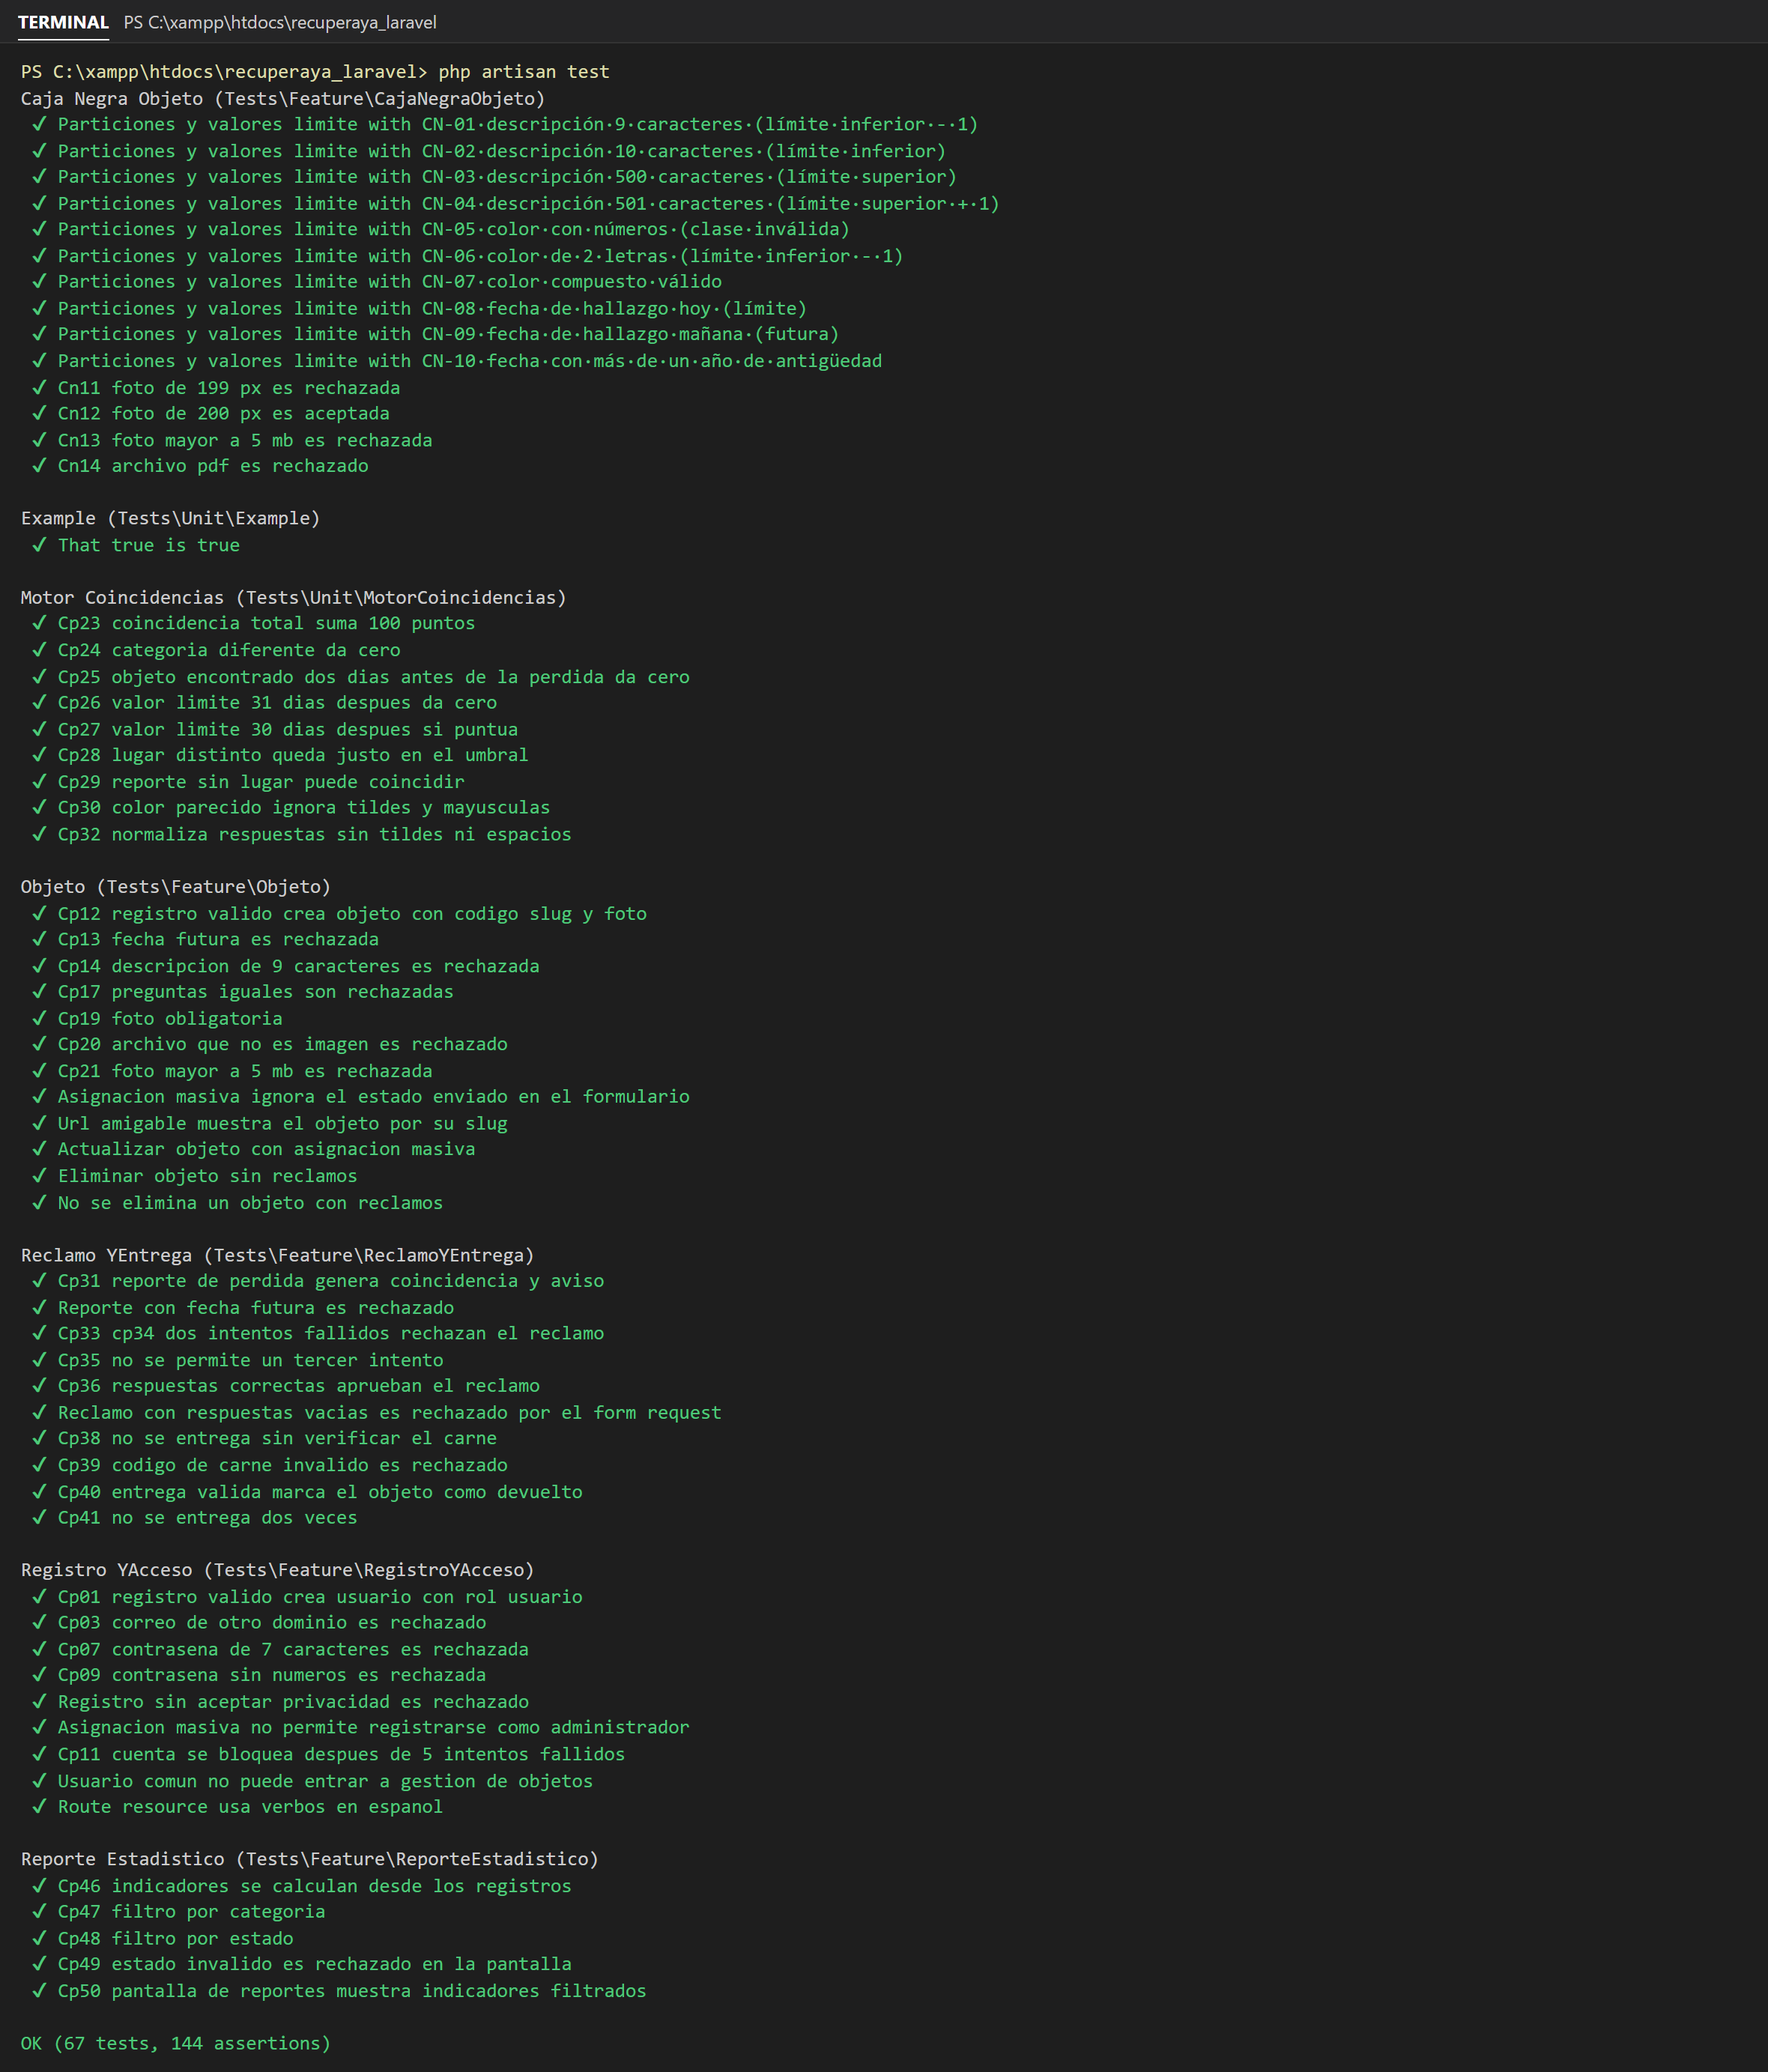 TERMINAL PS C:\xampp\htdocs\recuperaya_laravel
PS C:\xampp\htdocs\recuperaya_laravel> php artisan test
Caja Negra Objeto (Tests\Feature\CajaNegraObjeto)
✓ Particiones y valores limite with CN-01·descripción·9·caracteres·(límite·inferior·-·1)
✓ Particiones y valores limite with CN-02·descripción·10·caracteres·(límite·inferior)
✓ Particiones y valores limite with CN-03·descripción·500·caracteres·(límite·superior)
✓ Particiones y valores limite with CN-04·descripción·501·caracteres·(límite·superior·+·1)
✓ Particiones y valores limite with CN-05·color·con·números·(clase·inválida)
✓ Particiones y valores limite with CN-06·color·de·2·letras·(límite·inferior·-·1)
✓ Particiones y valores limite with CN-07·color·compuesto·válido
✓ Particiones y valores limite with CN-08·fecha·de·hallazgo·hoy·(límite)
✓ Particiones y valores limite with CN-09·fecha·de·hallazgo·mañana·(futura)
✓ Particiones y valores limite with CN-10·fecha·con·más·de·un·año·de·antigüedad
✓ Cn11 foto de 199 px es rechazada
✓ Cn12 foto de 200 px es aceptada
✓ Cn13 foto mayor a 5 mb es rechazada
✓ Cn14 archivo pdf es rechazado
Example (Tests\Unit\Example)
✓ That true is true
Motor Coincidencias (Tests\Unit\MotorCoincidencias)
✓ Cp23 coincidencia total suma 100 puntos
✓ Cp24 categoria diferente da cero
✓ Cp25 objeto encontrado dos dias antes de la perdida da cero
✓ Cp26 valor limite 31 dias despues da cero
✓ Cp27 valor limite 30 dias despues si puntua
✓ Cp28 lugar distinto queda justo en el umbral
✓ Cp29 reporte sin lugar puede coincidir
✓ Cp30 color parecido ignora tildes y mayusculas
✓ Cp32 normaliza respuestas sin tildes ni espacios
Objeto (Tests\Feature\Objeto)
✓ Cp12 registro valido crea objeto con codigo slug y foto
✓ Cp13 fecha futura es rechazada
✓ Cp14 descripcion de 9 caracteres es rechazada
✓ Cp17 preguntas iguales son rechazadas
✓ Cp19 foto obligatoria
✓ Cp20 archivo que no es imagen es rechazado
✓ Cp21 foto mayor a 5 mb es rechazada
✓ Asignacion masiva ignora el estado enviado en el formulario
✓ Url amigable muestra el objeto por su slug
✓ Actualizar objeto con asignacion masiva
✓ Eliminar objeto sin reclamos
✓ No se elimina un objeto con reclamos
Reclamo YEntrega (Tests\Feature\ReclamoYEntrega)
✓ Cp31 reporte de perdida genera coincidencia y aviso
✓ Reporte con fecha futura es rechazado
✓ Cp33 cp34 dos intentos fallidos rechazan el reclamo
✓ Cp35 no se permite un tercer intento
✓ Cp36 respuestas correctas aprueban el reclamo
✓ Reclamo con respuestas vacias es rechazado por el form request
✓ Cp38 no se entrega sin verificar el carne
✓ Cp39 codigo de carne invalido es rechazado
✓ Cp40 entrega valida marca el objeto como devuelto
✓ Cp41 no se entrega dos veces
Registro YAcceso (Tests\Feature\RegistroYAcceso)
✓ Cp01 registro valido crea usuario con rol usuario
✓ Cp03 correo de otro dominio es rechazado
✓ Cp07 contrasena de 7 caracteres es rechazada
✓ Cp09 contrasena sin numeros es rechazada
✓ Registro sin aceptar privacidad es rechazado
✓ Asignacion masiva no permite registrarse como administrador
✓ Cp11 cuenta se bloquea despues de 5 intentos fallidos
✓ Usuario comun no puede entrar a gestion de objetos
✓ Route resource usa verbos en espanol
Reporte Estadistico (Tests\Feature\ReporteEstadistico)
✓ Cp46 indicadores se calculan desde los registros
✓ Cp47 filtro por categoria
✓ Cp48 filtro por estado
✓ Cp49 estado invalido es rechazado en la pantalla
✓ Cp50 pantalla de reportes muestra indicadores filtrados
OK (67 tests, 144 assertions)